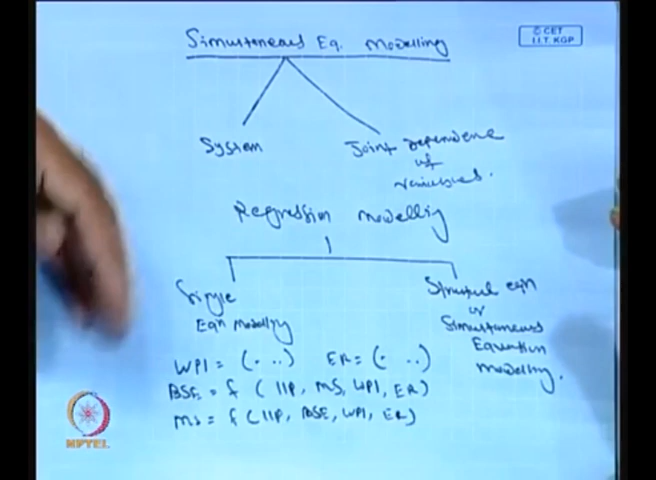 Simultaneous Eq. Modelling
© CET
I.I.T. KGP
System
Joint Dependence
of
variables.
Regression modelling
Single
Eqn modelling
Structural eqn
or
Simultaneous
Equation
modelling.
WPI = (· ··) ER = (· ··)
BSE = f ( IIP, MS, WPI, ER)
MS = f ( IIP, BSE, WPI, ER)
NPTEL